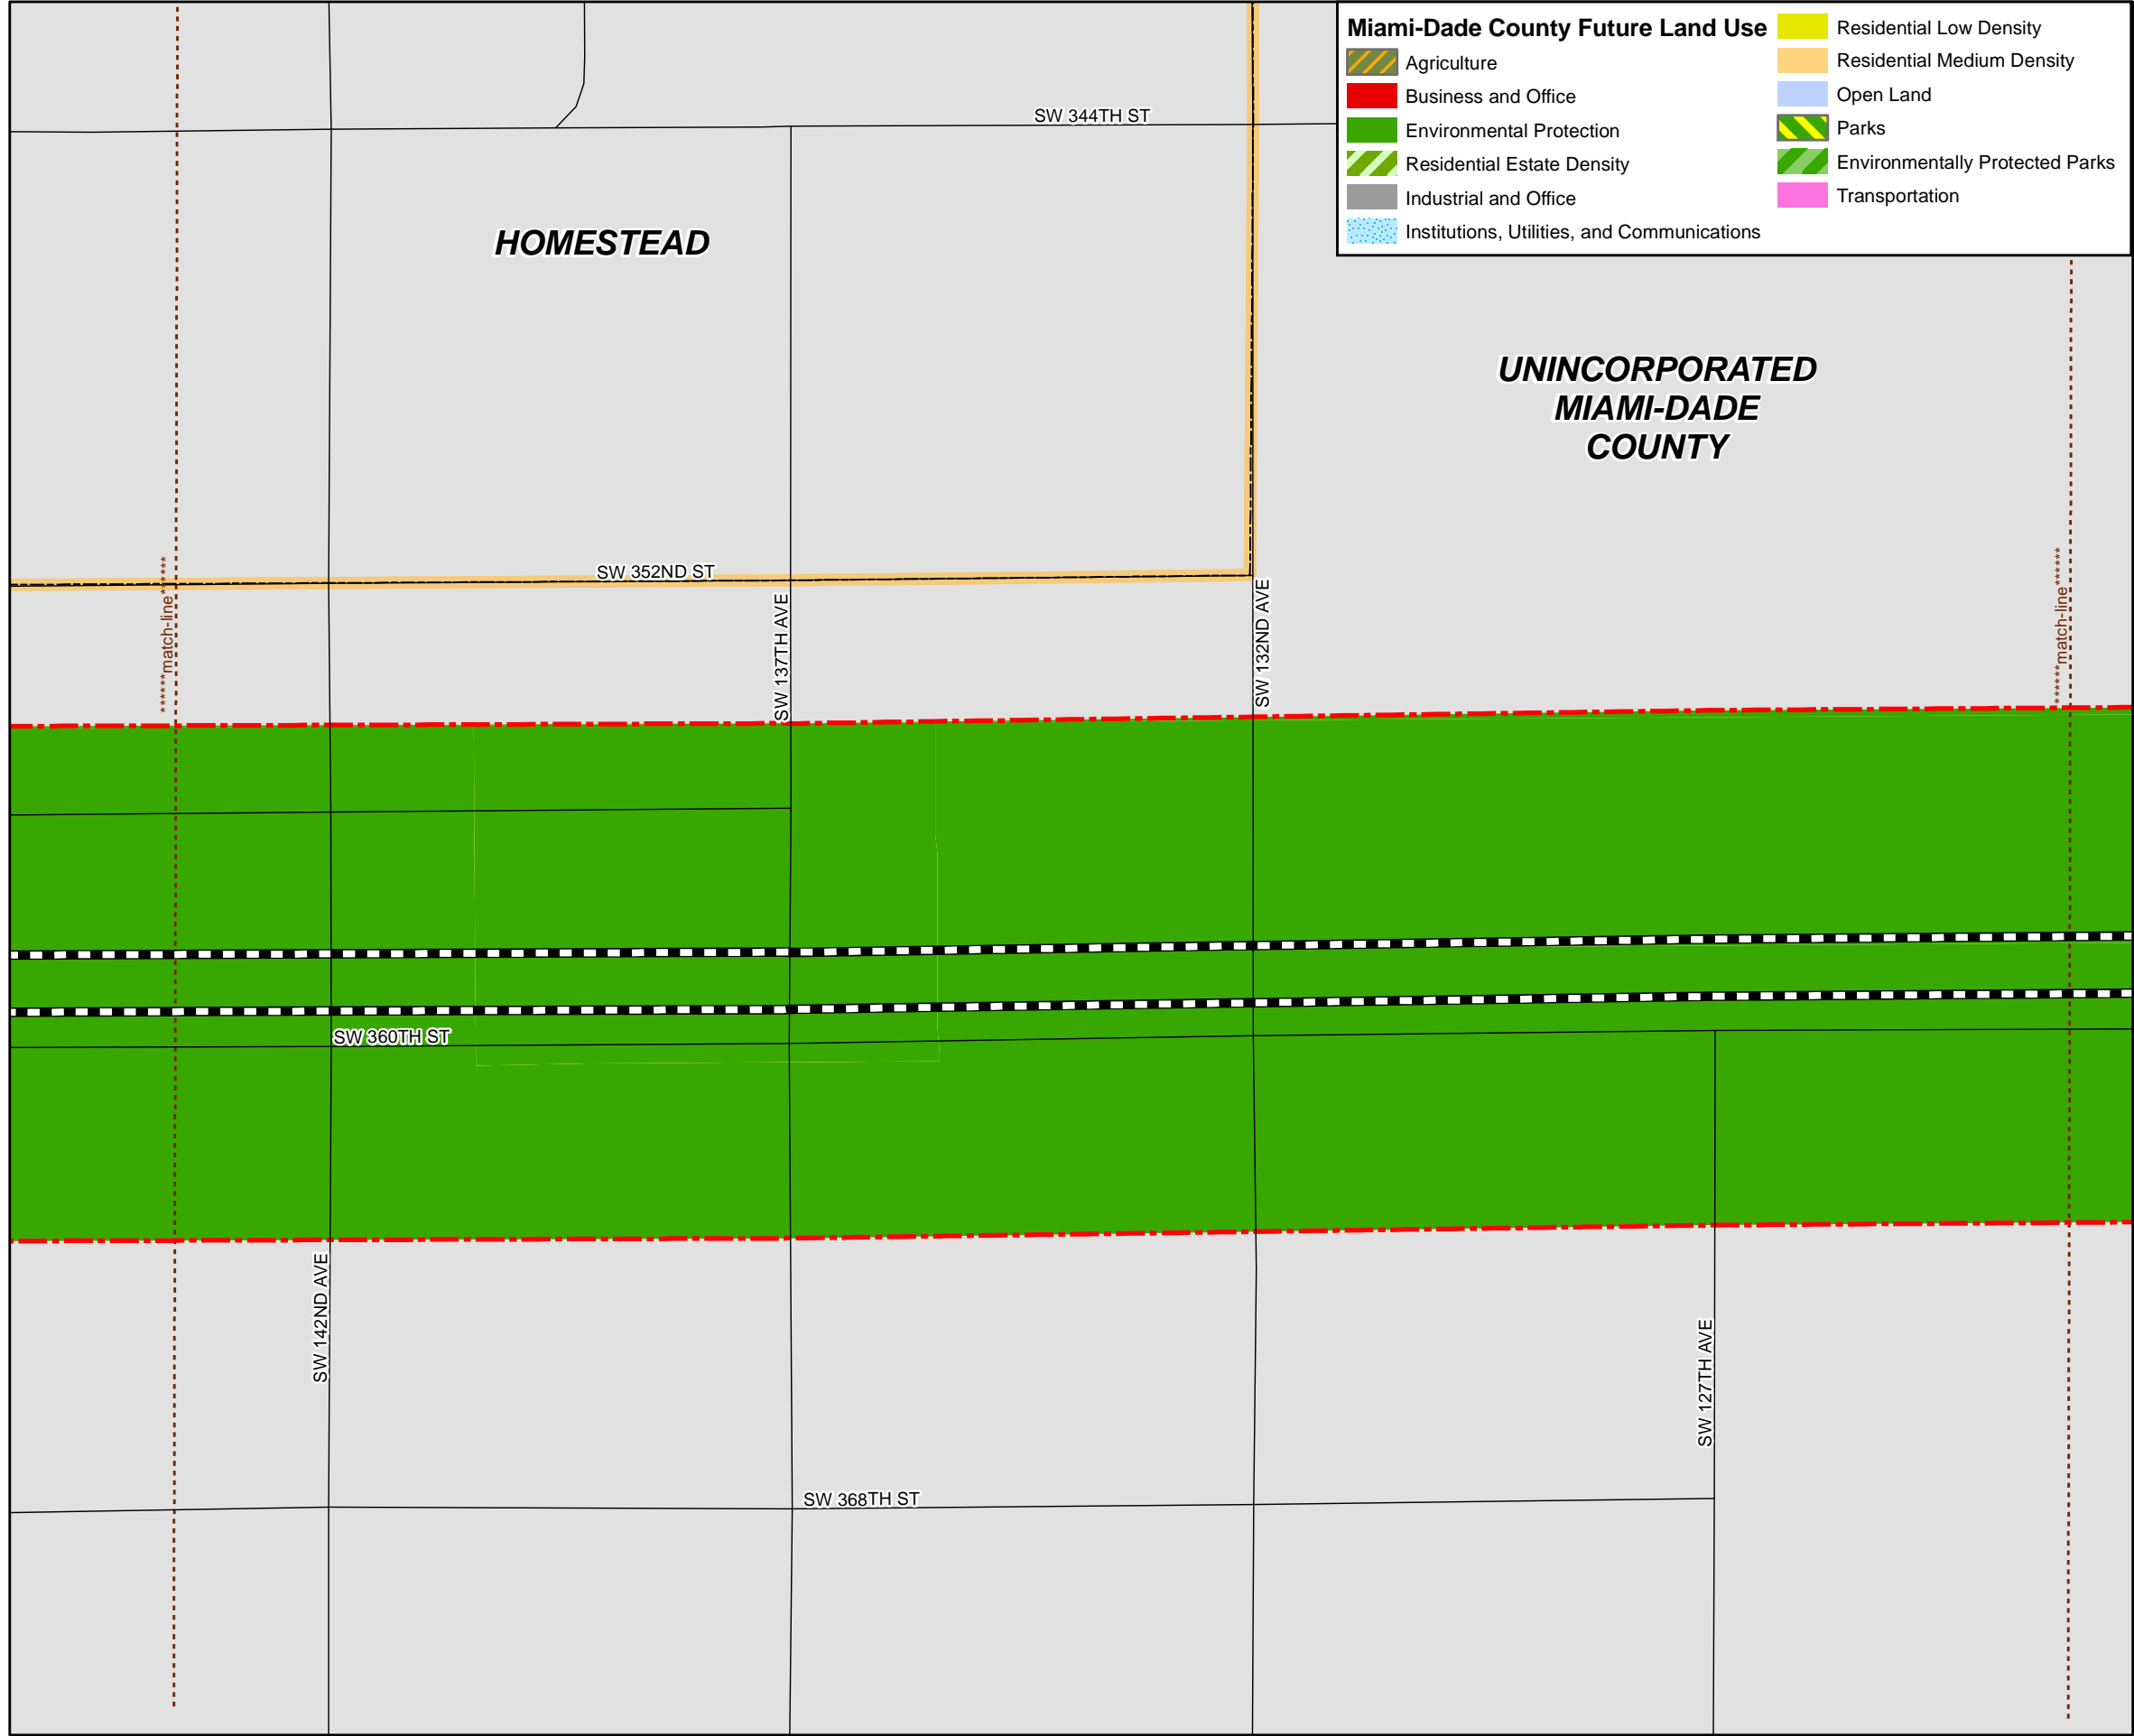 Miami-Dade County Future Land Use
Agriculture
Business and Office
Environmental Protection
Residential Estate Density
Industrial and Office
Institutions, Utilities, and Communications
Residential Low Density
Residential Medium Density
Open Land
Parks
Environmentally Protected Parks
Transportation
SW 344TH ST
HOMESTEAD
UNINCORPORATED
MIAMI-DADE
COUNTY
SW 352ND ST
******match-line******
SW 137TH AVE
SW 132ND AVE
******match-line******
SW 360TH ST
SW 142ND AVE
SW 127TH AVE
SW 368TH ST